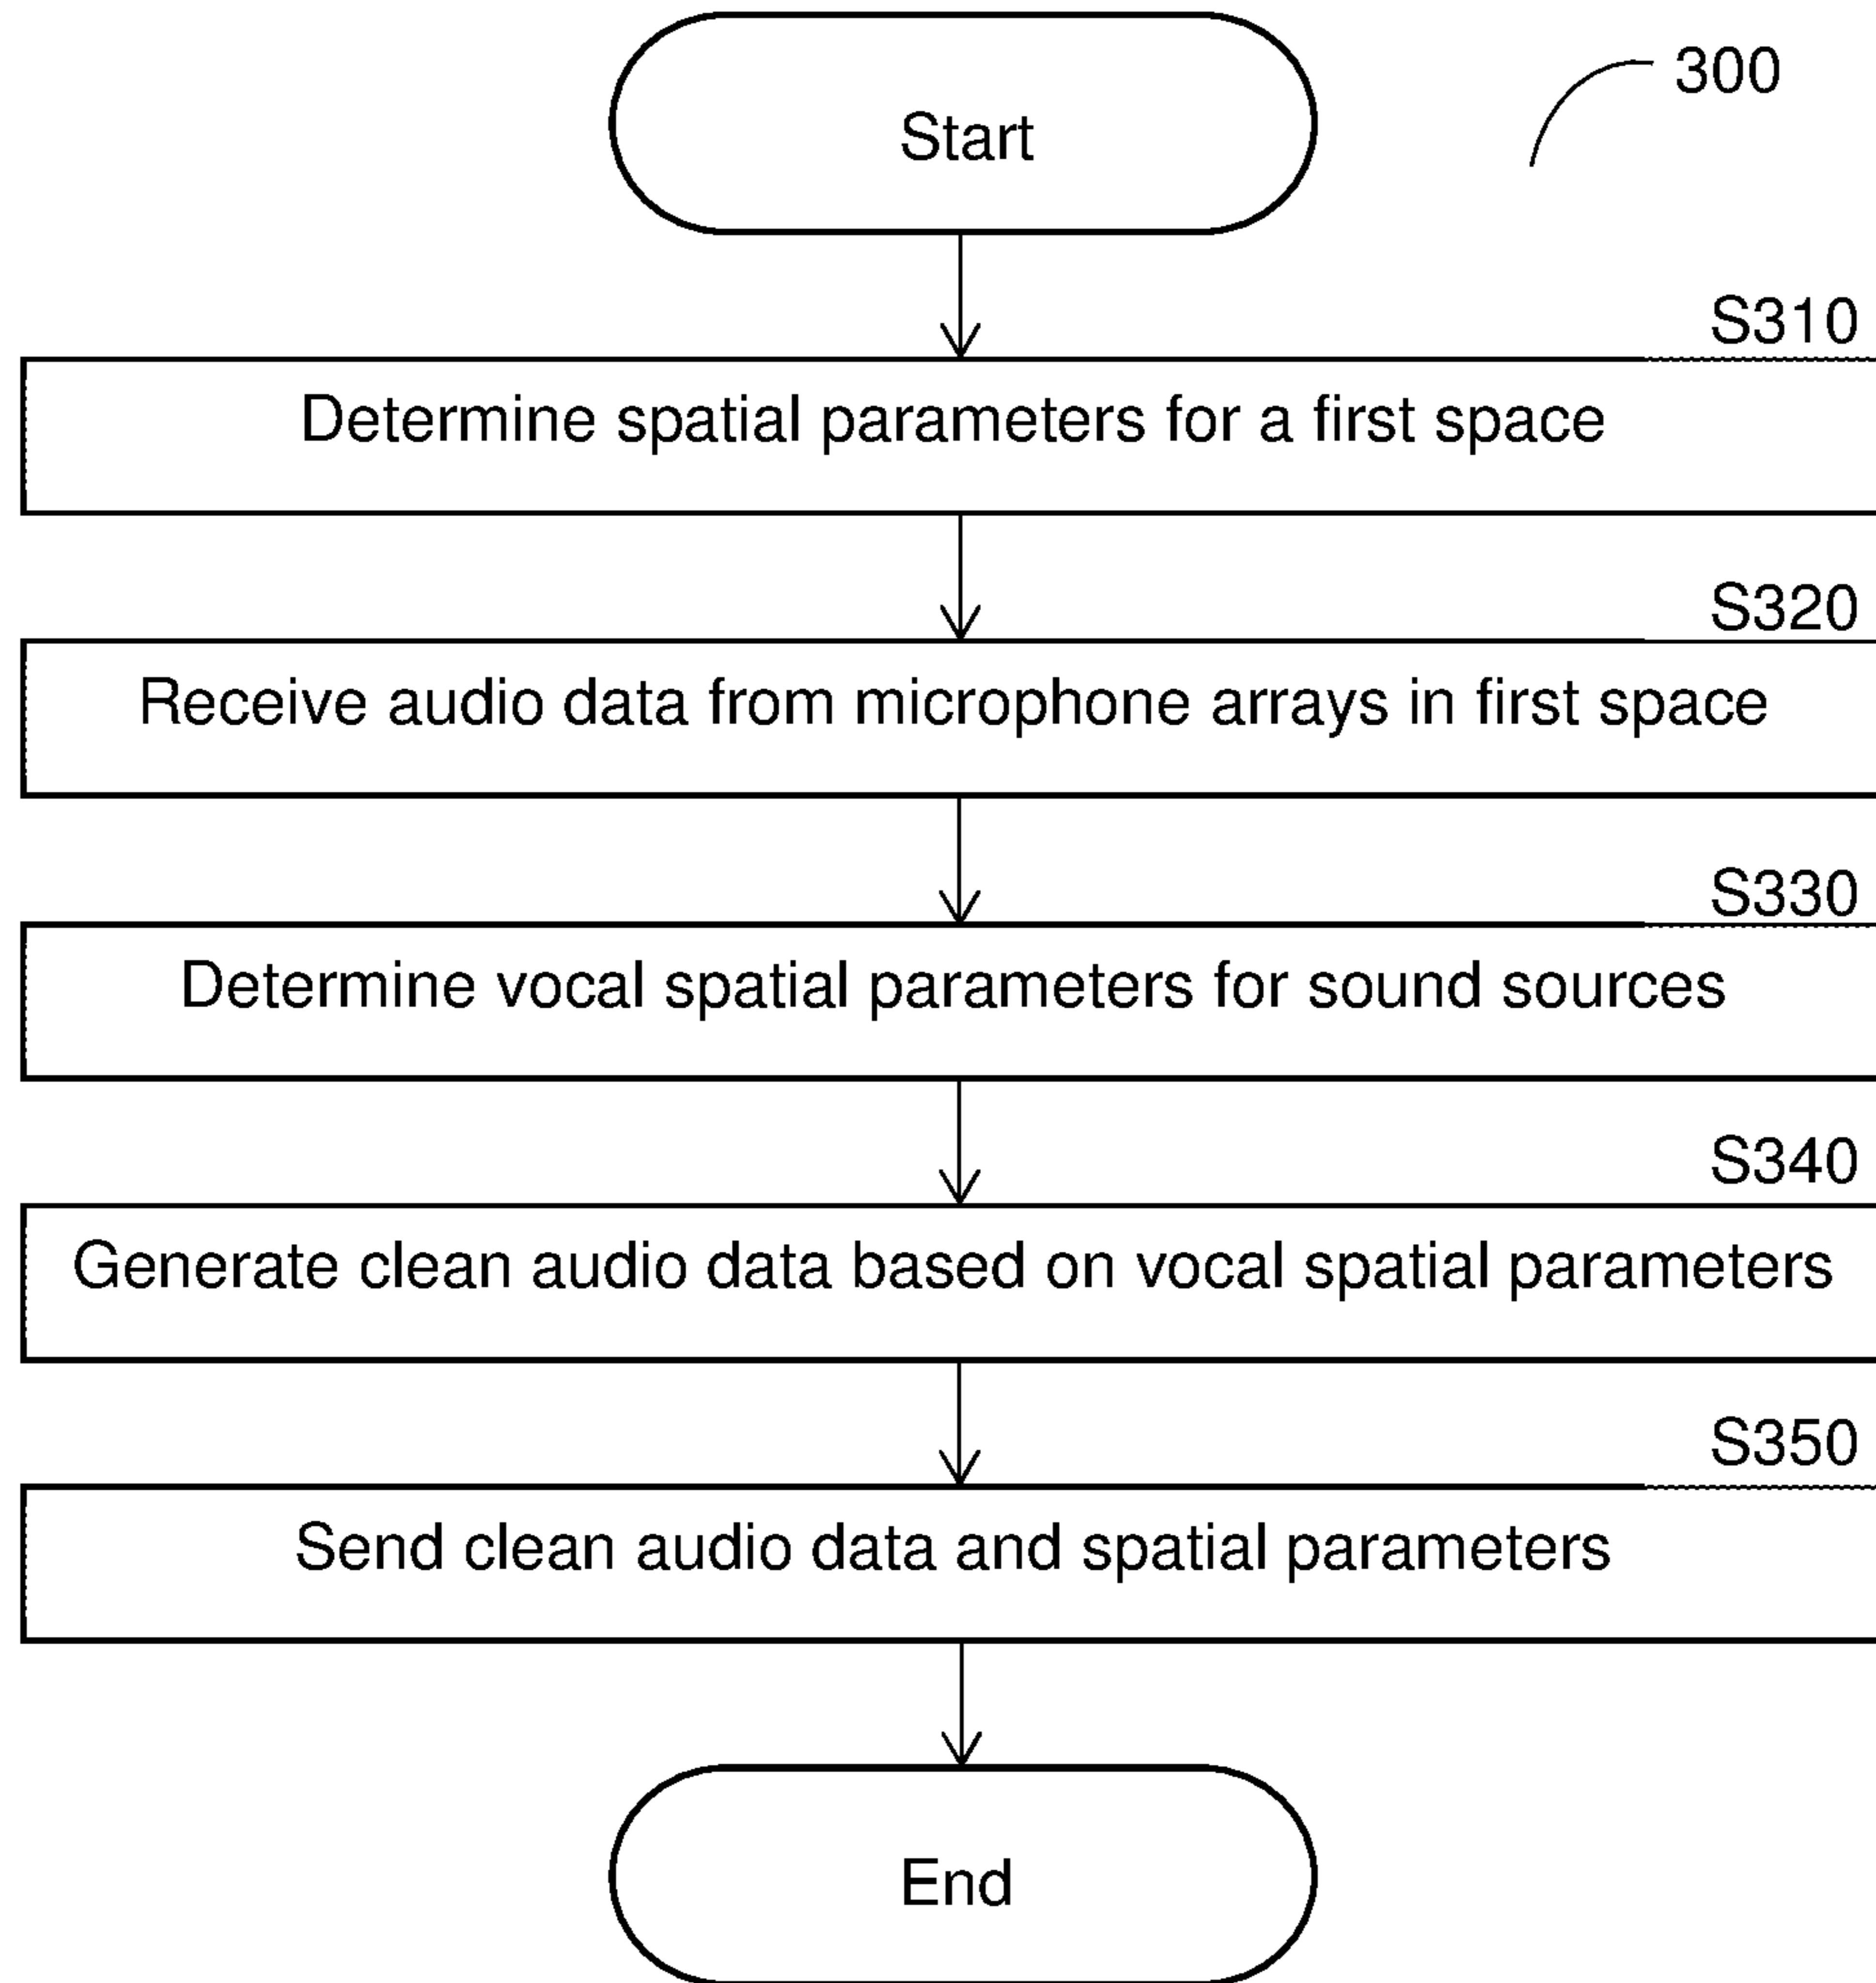 Start
300
S310
Determine spatial parameters for a first space
S320
Receive audio data from microphone arrays in first space
S330
Determine vocal spatial parameters for sound sources
S340
Generate clean audio data based on vocal spatial parameters
S350
Send clean audio data and spatial parameters
End